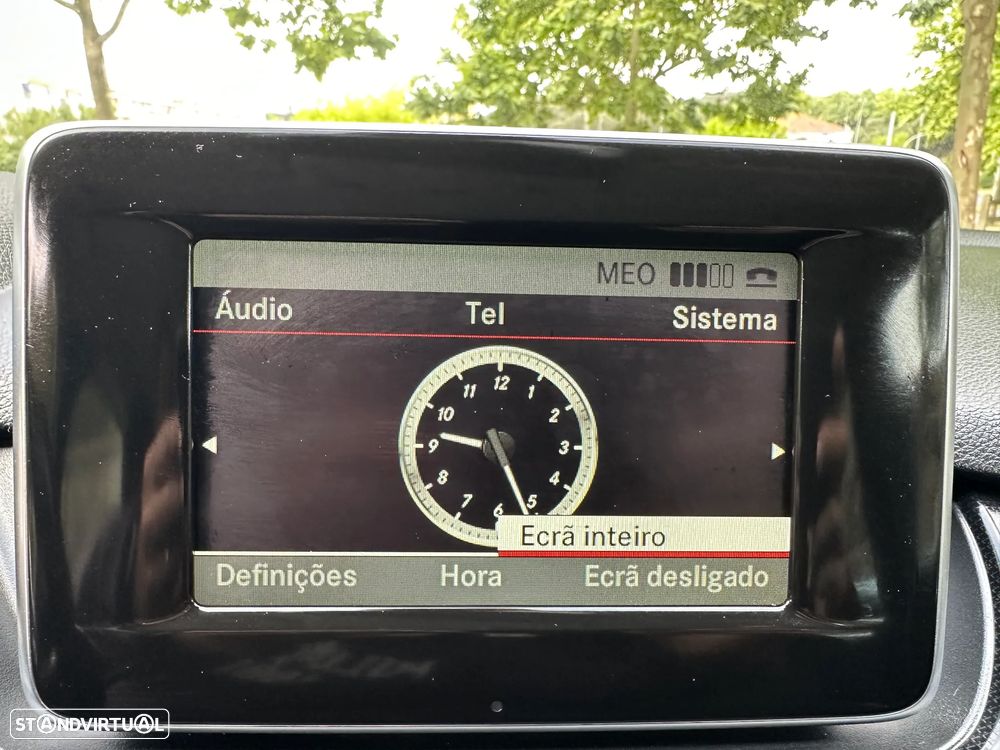 MEO
Áudio Tel Sistema
12
11 1
10 2
9 3
8 4
7 5
6
Ecrã inteiro
Definições Hora Ecrã desligado
STANDVIRTUAL